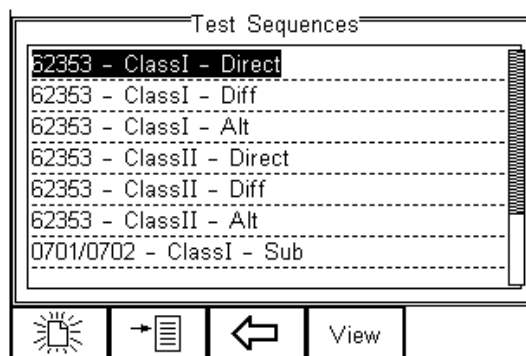 Test Sequences
62353 - ClassI - Direct
62353 - ClassI - Diff
62353 - ClassI - Alt
62353 - ClassII - Direct
62353 - ClassII - Diff
62353 - ClassII - Alt
0701/0702 - ClassI - Sub
View